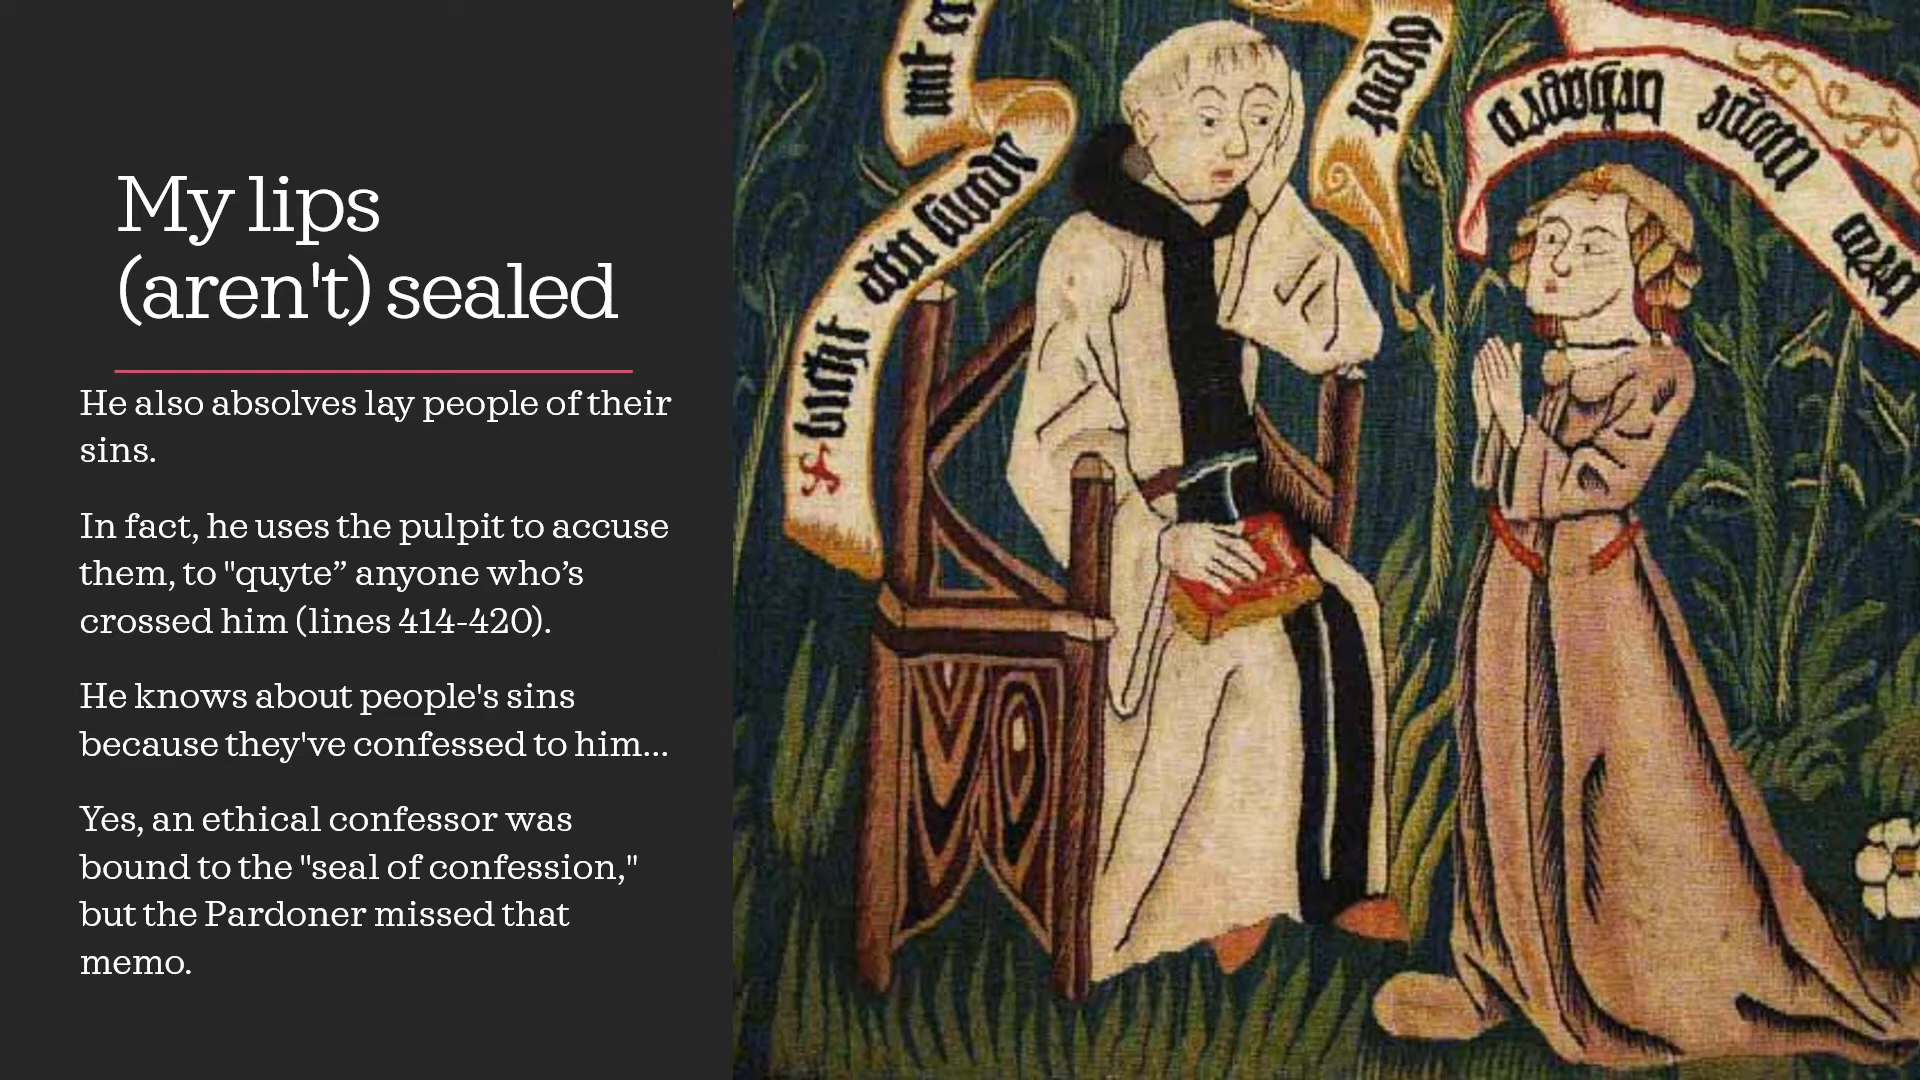 My lips
(aren't) sealed
He also absolves lay people of their
sins.
In fact, he uses the pulpit to accuse
them, to "quyte” anyone who’s
crossed him (lines 414-420).
He knows about people's sins
because they've confessed to him...
Yes, an ethical confessor was
bound to the "seal of confession,"
but the Pardoner missed that
memo.